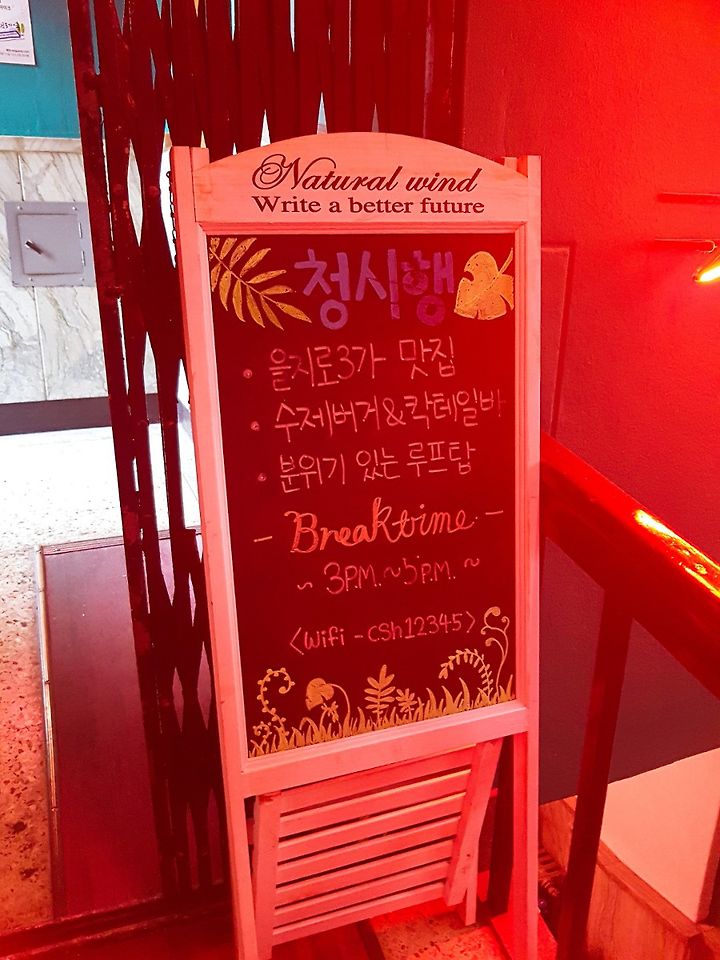 Natural wind
Write a better future
청식행
• 을지로3가 맛집
• 수제버거&칵테일바
• 분위기 있는 루프탑
- Breaktime -
~ 3P.M.~5P.M. ~
<wifi - csh12345>